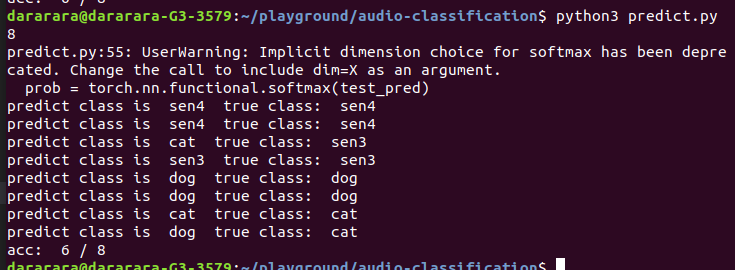 acc:  6 / 8
dararara@dararara-G3-3579:~/playground/audio-classification$ python3 predict.py
8
predict.py:55: UserWarning: Implicit dimension choice for softmax has been depre
cated. Change the call to include dim=X as an argument.
  prob = torch.nn.functional.softmax(test_pred)
predict class is  sen4  true class:  sen4
predict class is  sen4  true class:  sen4
predict class is  cat  true class:  sen3
predict class is  sen3  true class:  sen3
predict class is  dog  true class:  dog
predict class is  dog  true class:  dog
predict class is  cat  true class:  cat
predict class is  dog  true class:  cat
acc:  6 / 8
dararara@dararara-G3-3579:~/playground/audio-classification$